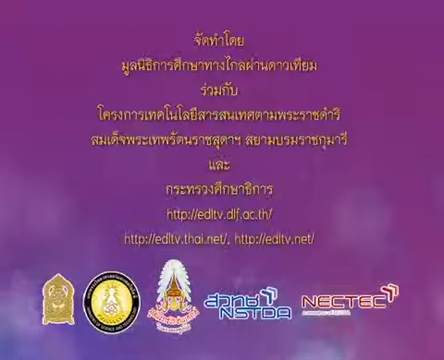 จัดทำโดย
มูลนิธิการศึกษาทางไกลผ่านดาวเทียม
ร่วมกับ
โครงการเทคโนโลยีสารสนเทศตามพระราชดำริ
สมเด็จพระเทพรัตนราชสุดาฯ สยามบรมราชกุมารี
และ
กระทรวงศึกษาธิการ
http://edltv.dlf.ac.th/
http://edltv.thai.net/, http://edltv.net/
สวทช NECTEC
NSTDA